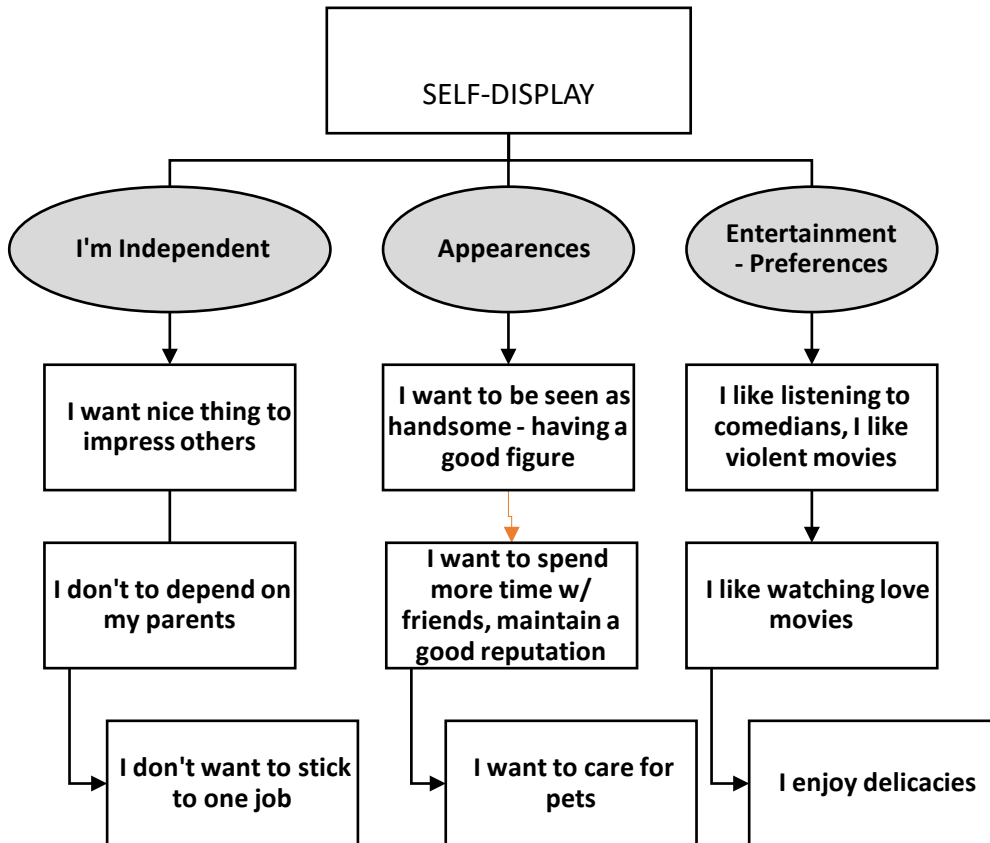 SELF-DISPLAY
I'm Independent
Appearences
Entertainment
- Preferences
I want nice thing to
impress others
I want to be seen as
handsome - having a
good figure
I like listening to
comedians, I like
violent movies
I don't to depend on
my parents
I want to spend
more time w/
friends, maintain a
good reputation
I like watching love
movies
I don't want to stick
to one job
I want to care for
pets
I enjoy delicacies